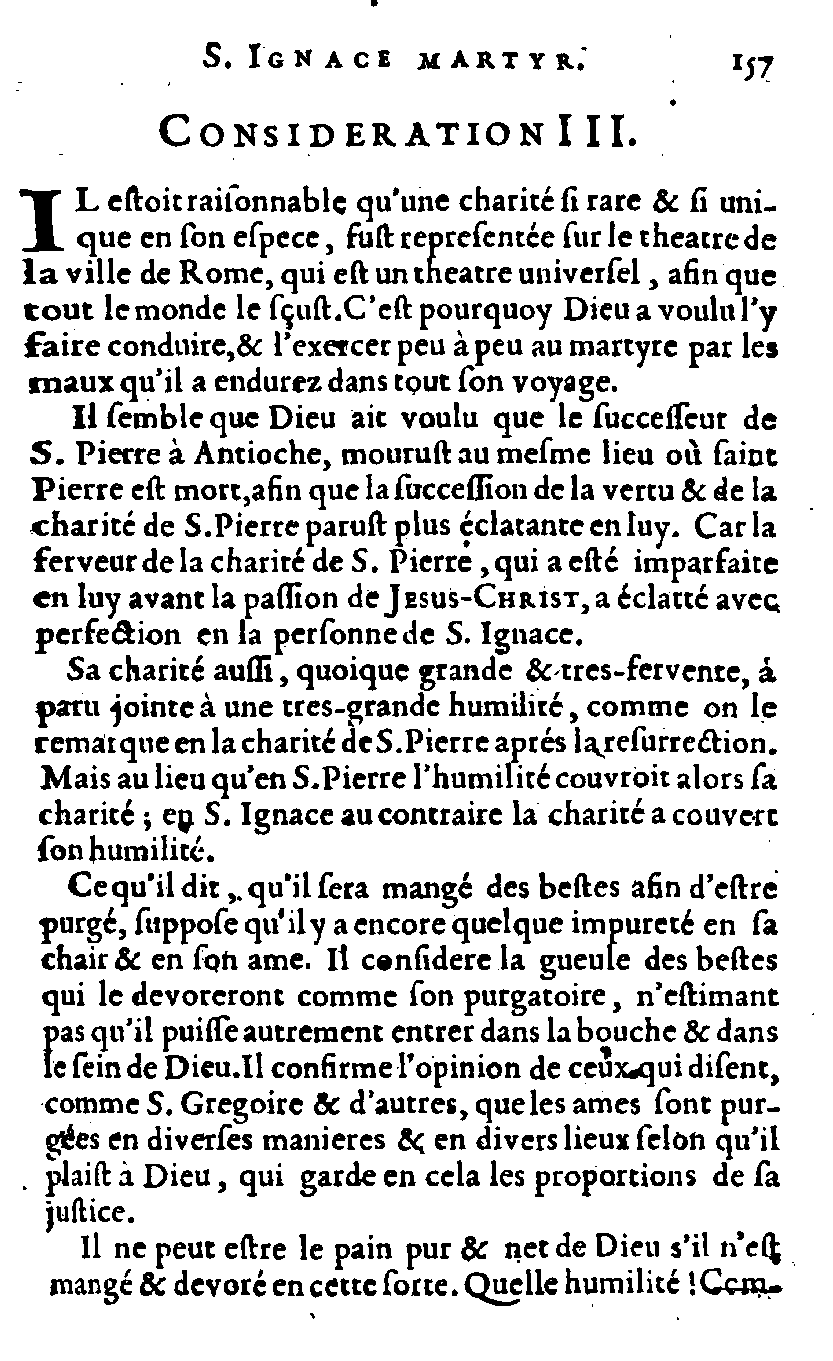 S. IGNACE MARTYR. 157
CONSIDERATION III.
IL eſtoit raiſonnable qu'une charité ſi rare & ſi uni-
que en ſon eſpece, fuſt repreſentée ſur le theatre de
la ville de Rome, qui eſt un theatre univerſel, afin que
tout le monde le ſçuſt. C'eſt pourquoy Dieu a voulu l'y
faire conduire, & l'exercer peu à peu au martyre par les
maux qu'il a endurez dans tout ſon voyage.
Il ſemble que Dieu ait voulu que le ſucceſſeur de
S. Pierre à Antioche, mouruſt au meſme lieu où ſaint
Pierre eſt mort, afin que la ſucceſſion de la vertu & de la
charité de S. Pierre paruſt plus éclatante en luy. Car la
ferveur de la charité de S. Pierre, qui a eſté imparfaite
en luy avant la paſſion de JESUS-CHRIST, a éclatté avec
perfection en la perſonne de S. Ignace.
Sa charité auſſi, quoique grande & tres-fervente, à
paru jointe à une tres-grande humilité, comme on le
remarque en la charité de S. Pierre aprés la reſurrection.
Mais au lieu qu'en S. Pierre l'humilité couvroit alors ſa
charité ; en S. Ignace au contraire la charité a couvert
ſon humilité.
Ce qu'il dit, qu'il ſera mangé des beſtes afin d'eſtre
purgé, ſuppoſe qu'il y a encore quelque impureté en ſa
chair & en ſon ame. Il conſidere la gueule des beſtes
qui le devoreront comme ſon purgatoire, n'eſtimant
pas qu'il puiſſe autrement entrer dans la bouche & dans
le ſein de Dieu. Il confirme l'opinion de ceux qui diſent,
comme S. Gregoire & d'autres, que les ames ſont pur-
gées en diverſes manieres & en divers lieux ſelon qu'il
plaiſt à Dieu, qui garde en cela les proportions de ſa
juſtice.
Il ne peut eſtre le pain pur & net de Dieu s'il n'eſt
mangé & devoré en cette ſorte. Quelle humilité ! Com-